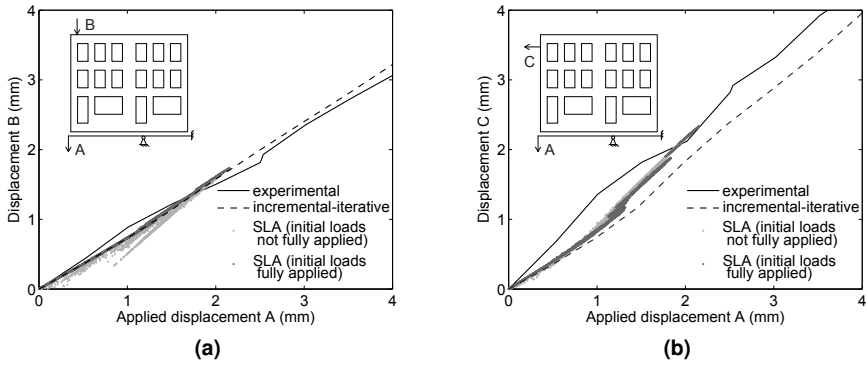 4
3
2
1
0
0
1
2
3
4
Displacement B (mm)
Applied displacement A (mm)
B
A
experimental
incremental-iterative
SLA (initial loads
not fully applied)
SLA (initial loads
fully applied)
(a)
4
3
2
1
0
0
1
2
3
4
Displacement C (mm)
Applied displacement A (mm)
C
A
experimental
incremental-iterative
SLA (initial loads
not fully applied)
SLA (initial loads
fully applied)
(b)